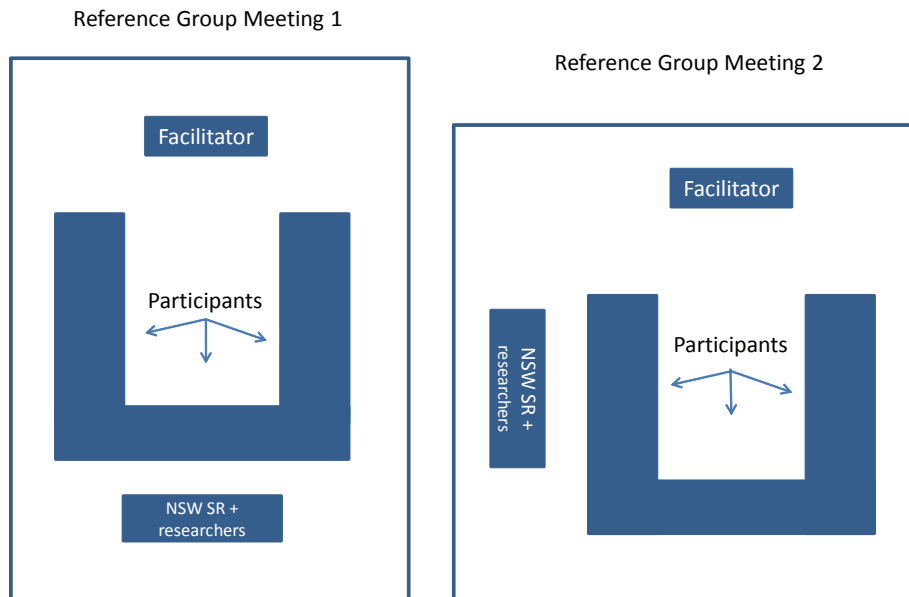 Reference Group Meeting 1
Facilitator
Participants
NSW SR +
researchers
Reference Group Meeting 2
Facilitator
NSW SR +
researchers
Participants